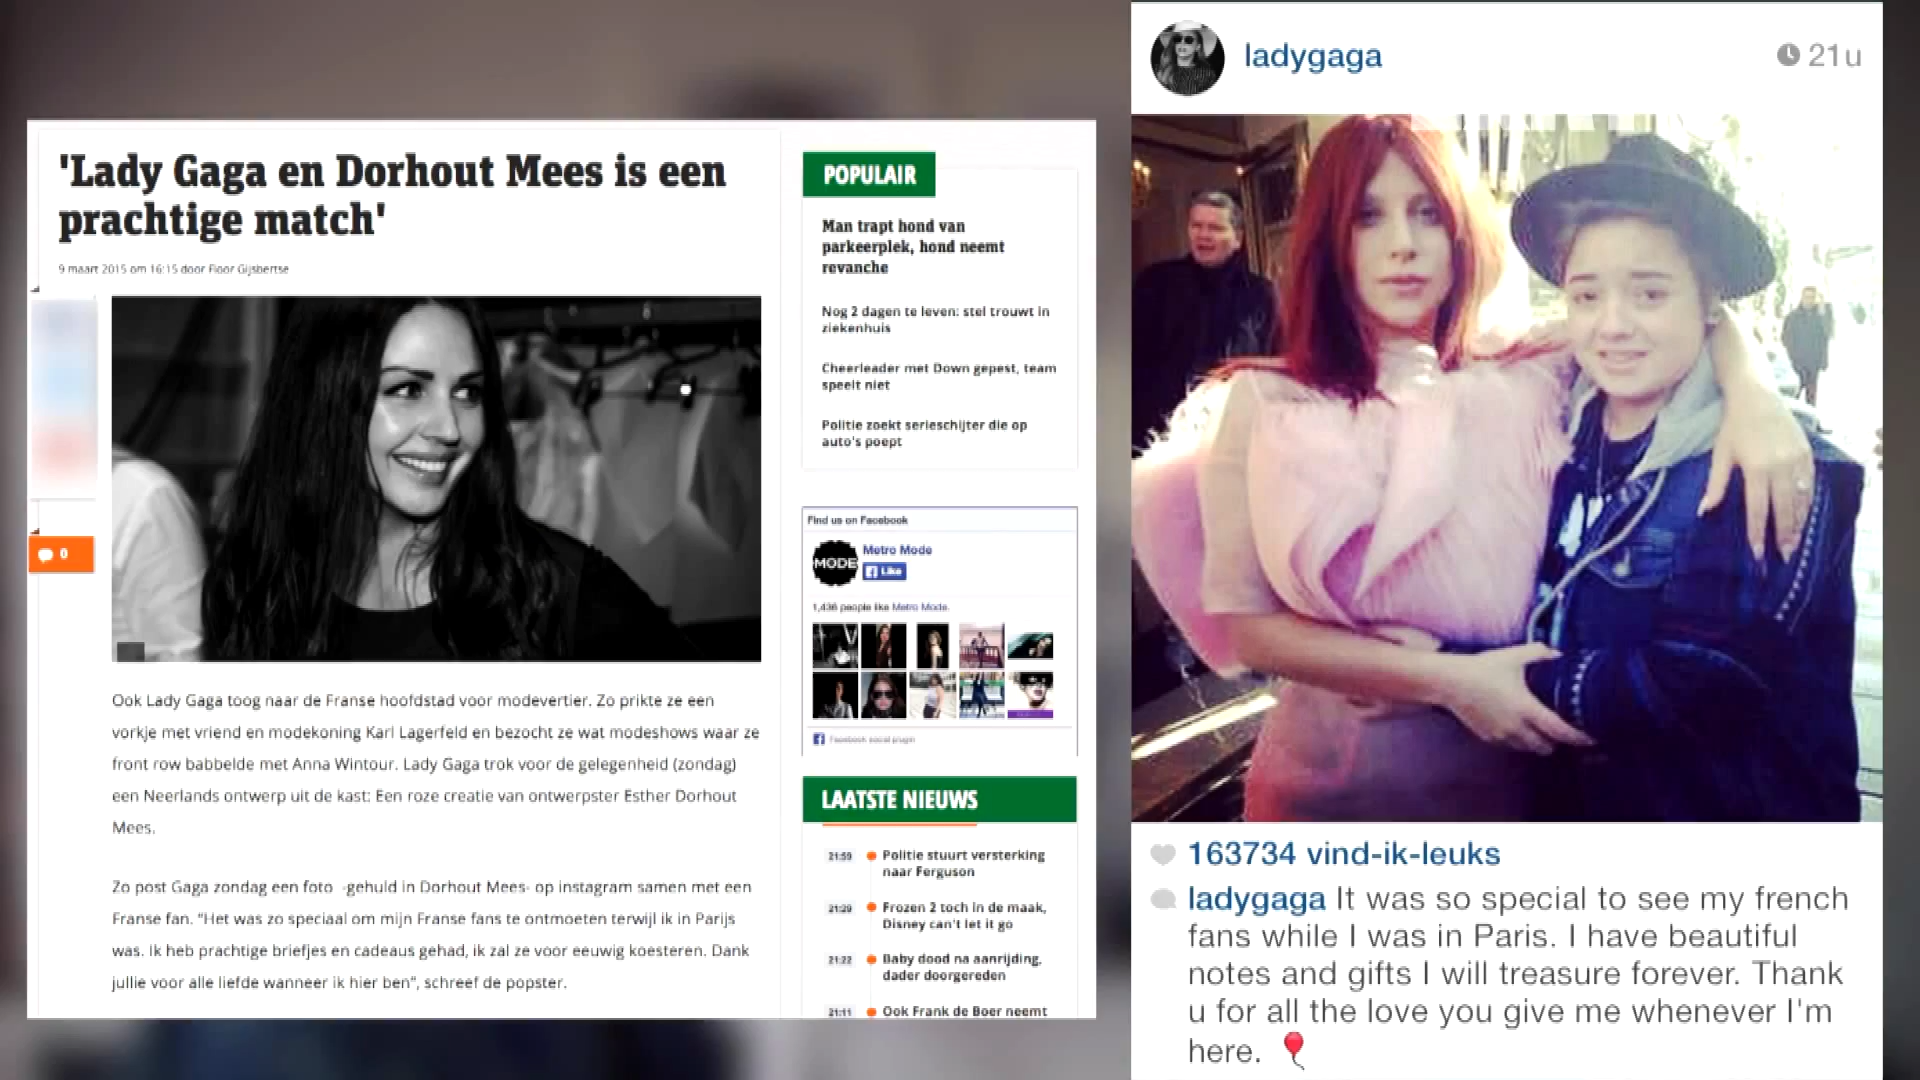 'Lady Gaga en Dorhout Mees is een
prachtige match'
9 maart 2015 om 16:15 door Floor Gijsbertse
0
Ook Lady Gaga toog naar de Franse hoofdstad voor modevertier. Zo prikte ze een
vorkje met vriend en modekoning Karl Lagerfeld en bezocht ze wat modeshows waar ze
front row babbelde met Anna Wintour. Lady Gaga trok voor de gelegenheid (zondag)
een Neerlands ontwerp uit de kast: Een roze creatie van ontwerpster Esther Dorhout
Mees.
Zo post Gaga zondag een foto -gehuld in Dorhout Mees- op instagram samen met een
Franse fan. "Het was zo speciaal om mijn Franse fans te ontmoeten terwijl ik in Parijs
was. Ik heb prachtige briefjes en cadeaus gehad, ik zal ze voor eeuwig koesteren. Dank
jullie voor alle liefde wanneer ik hier ben", schreef de popster.
POPULAIR
Man trapt hond van
parkeerplek, hond neemt
revanche
Nog 2 dagen te leven: stel trouwt in
ziekenhuis
Cheerleader met Down gepest, team
speelt niet
Politie zoekt serieschijter die op
auto's poept
Find us on Facebook
MODE
Metro Mode
Like
1,436 people like Metro Mode.
Facebook social plugin
LAATSTE NIEUWS
21:59 Politie stuurt versterking
naar Ferguson
21:29 Frozen 2 toch in de maak,
Disney can't let it go
21:22 Baby dood na aanrijding,
dader doorgereden
21:11 Ook Frank de Boer neemt
ladygaga
21u
163734 vind-ik-leuks
ladygaga It was so special to see my french
fans while I was in Paris. I have beautiful
notes and gifts I will treasure forever. Thank
u for all the love you give me whenever I'm
here.